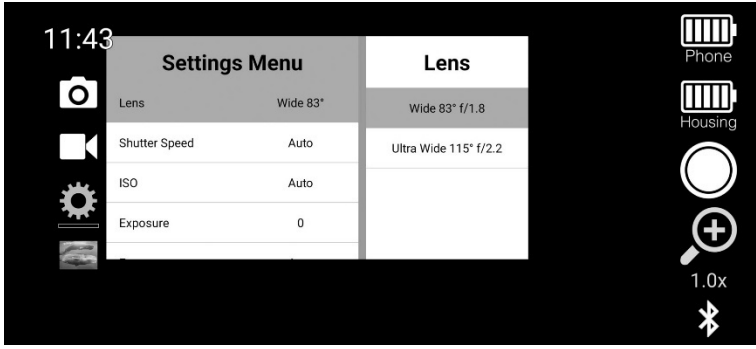 11:43
Settings Menu
Lens Wide 83°
Shutter Speed Auto
ISO Auto
Exposure 0
Lens
Wide 83° f/1.8
Ultra Wide 115° f/2.2
Phone
Housing
1.0x